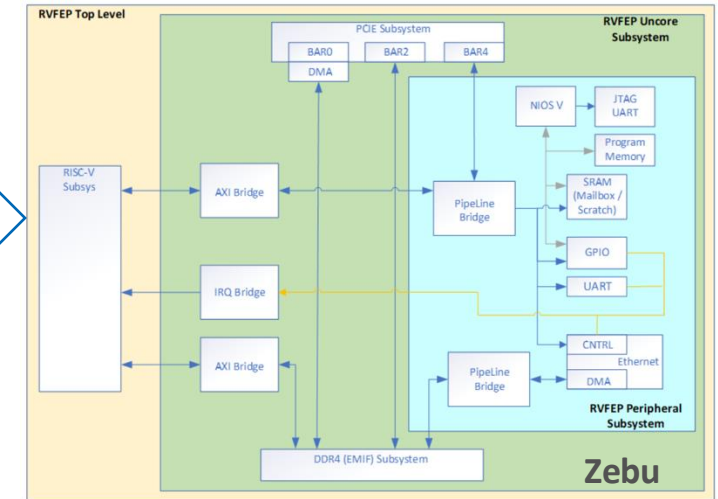 RVFEP Top Level
RVFEP Uncore
Subsystem
PCIE Subsystem
BAR0
BAR2
BAR4
DMA
NIOS V
JTAG
UART
Program
Memory
RISC-V
Subsys
AXI Bridge
PipeLine
Bridge
SRAM
(Mailbox /
Scratch)
GPIO
IRQ Bridge
UART
AXI Bridge
PipeLine
Bridge
CNTRL
Ethernet
DMA
RVFEP Peripheral
Subsystem
DDR4 (EMIF) Subsystem
Zebu